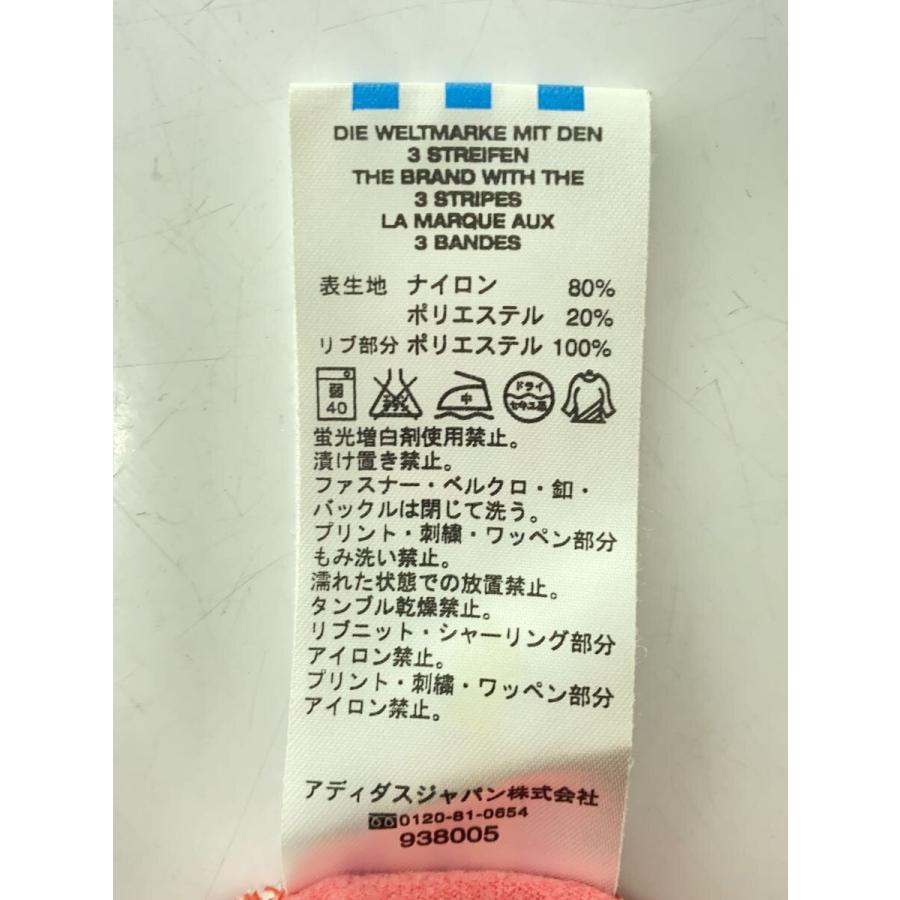 DIE WELTMARKE MIT DEN
3 STREIFEN
THE BRAND WITH THE
3 STRIPES
LA MARQUE AUX
3 BANDES
表生地 ナイロン 80%
ポリエステル 20%
リブ部分 ポリエステル 100%
弱 40 中 ドライ セキユ系
蛍光増白剤使用禁止。
漬け置き禁止。
ファスナー・ベルクロ・釦・
バックルは閉じて洗う。
プリント・刺繍・ワッペン部分
もみ洗い禁止。
濡れた状態での放置禁止。
タンブル乾燥禁止。
リブニット・シャーリング部分
アイロン禁止。
プリント・刺繍・ワッペン部分
アイロン禁止。
アディダスジャパン株式会社
0120-81-0654
938005